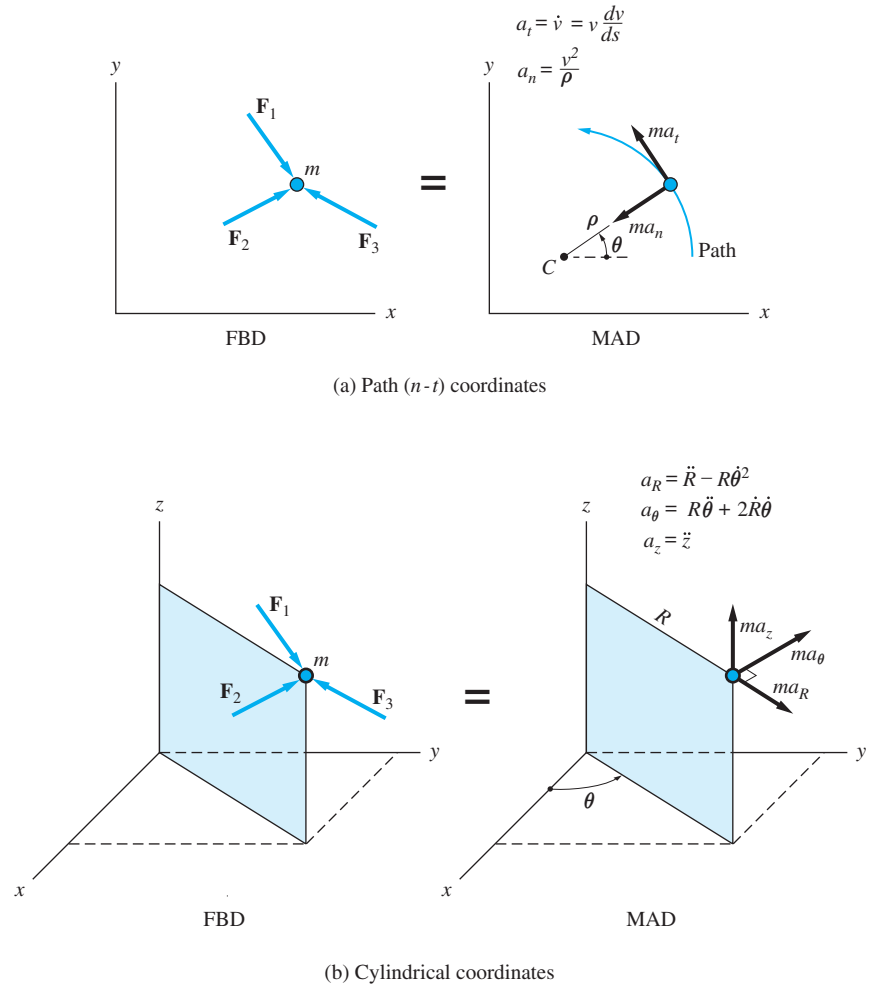 a_t = v̇ = v dv/ds
a_n = v²/ρ
y
F₁
m
F₂
F₃
x
FBD
=
y
ma_t
ρ
ma_n
θ
C
Path
x
MAD
(a) Path (n-t) coordinates
a_R = R̈ − Rθ̇²
a_θ = Rθ̈ + 2Ṙθ̇
a_z = z̈
z
F₁
m
F₂
F₃
y
x
FBD
=
z
R
ma_z
ma_θ
ma_R
y
θ
x
MAD
(b) Cylindrical coordinates